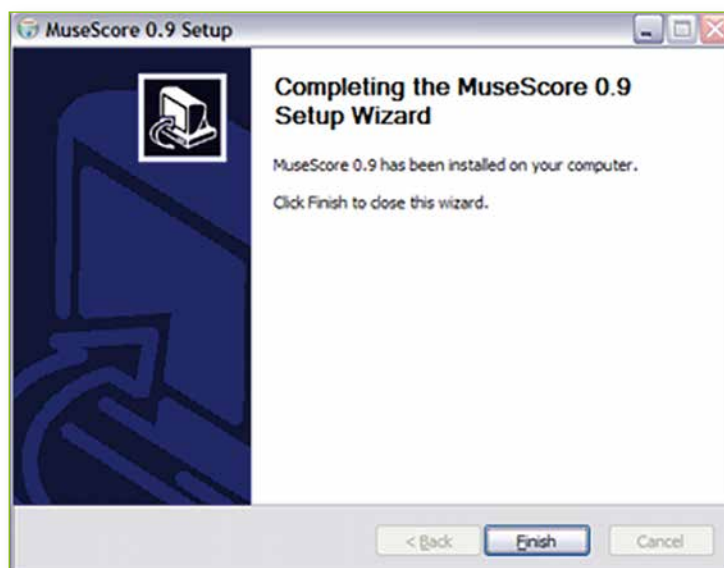 MuseScore 0.9 Setup
Completing the MuseScore 0.9
Setup Wizard
MuseScore 0.9 has been installed on your computer.
Click Finish to close this wizard.
< Back Finish Cancel